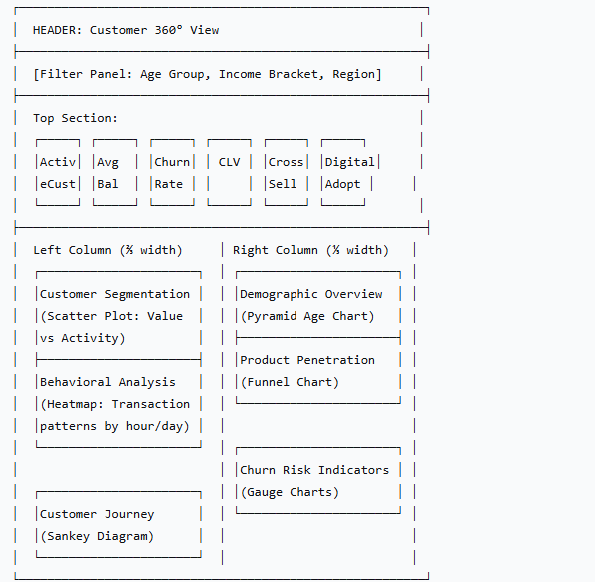 HEADER: Customer 360° View
[Filter Panel: Age Group, Income Bracket, Region]
Top Section:
Activ Avg Churn CLV Cross Digital
eCust Bal Rate Sell Adopt
Left Column (⅔ width)
Customer Segmentation
(Scatter Plot: Value
vs Activity)
Behavioral Analysis
(Heatmap: Transaction
patterns by hour/day)
Customer Journey
(Sankey Diagram)
Right Column (⅓ width)
Demographic Overview
(Pyramid Age Chart)
Product Penetration
(Funnel Chart)
Churn Risk Indicators
(Gauge Charts)